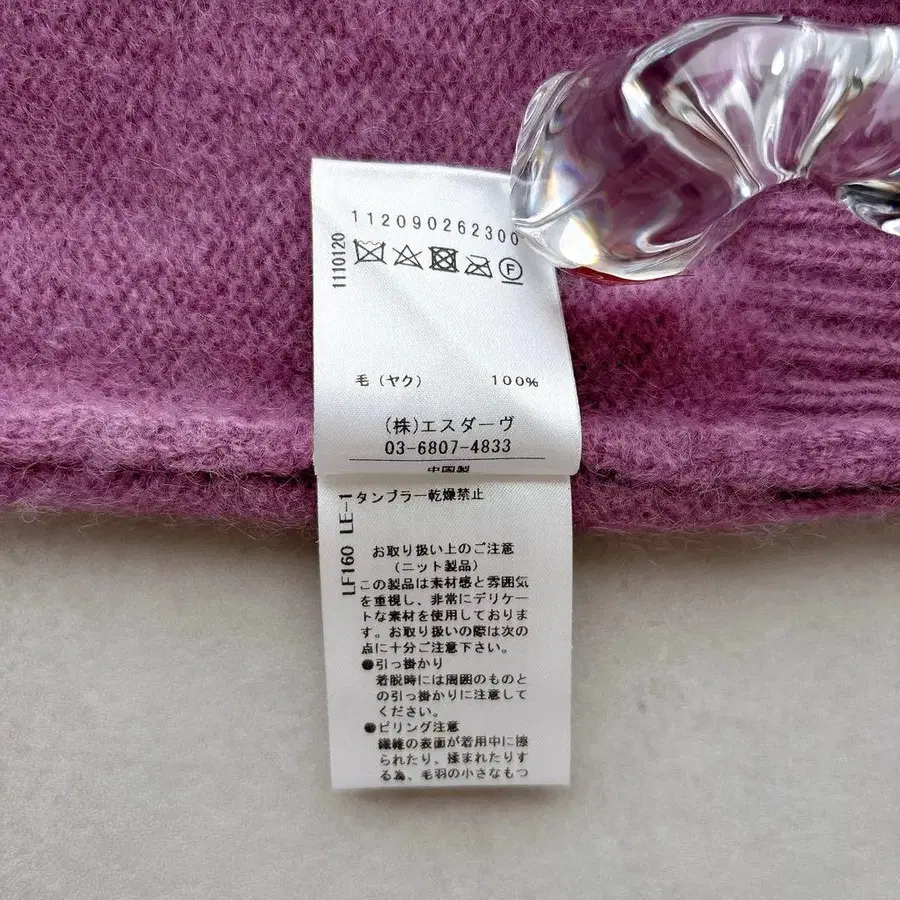 112090262300
1110120
F
毛（ヤク） 100%
(株)エスダーヴ
03-6807-4833
中国製
タンブラー乾燥禁止
LF160 LE-1
お取り扱い上のご注意
（ニット製品）
この製品は素材感と雰囲気
を重視し、非常にデリケー
トな素材を使用しておりま
す。お取り扱いの際は次の
点に十分ご注意下さい。
●引っ掛かり
着脱時には周囲のものと
の引っ掛かりに注意して
ください。
●ピリング注意
繊維の表面が着用中に擦
られたり、揉まれたりす
る為、毛羽の小さなもつ